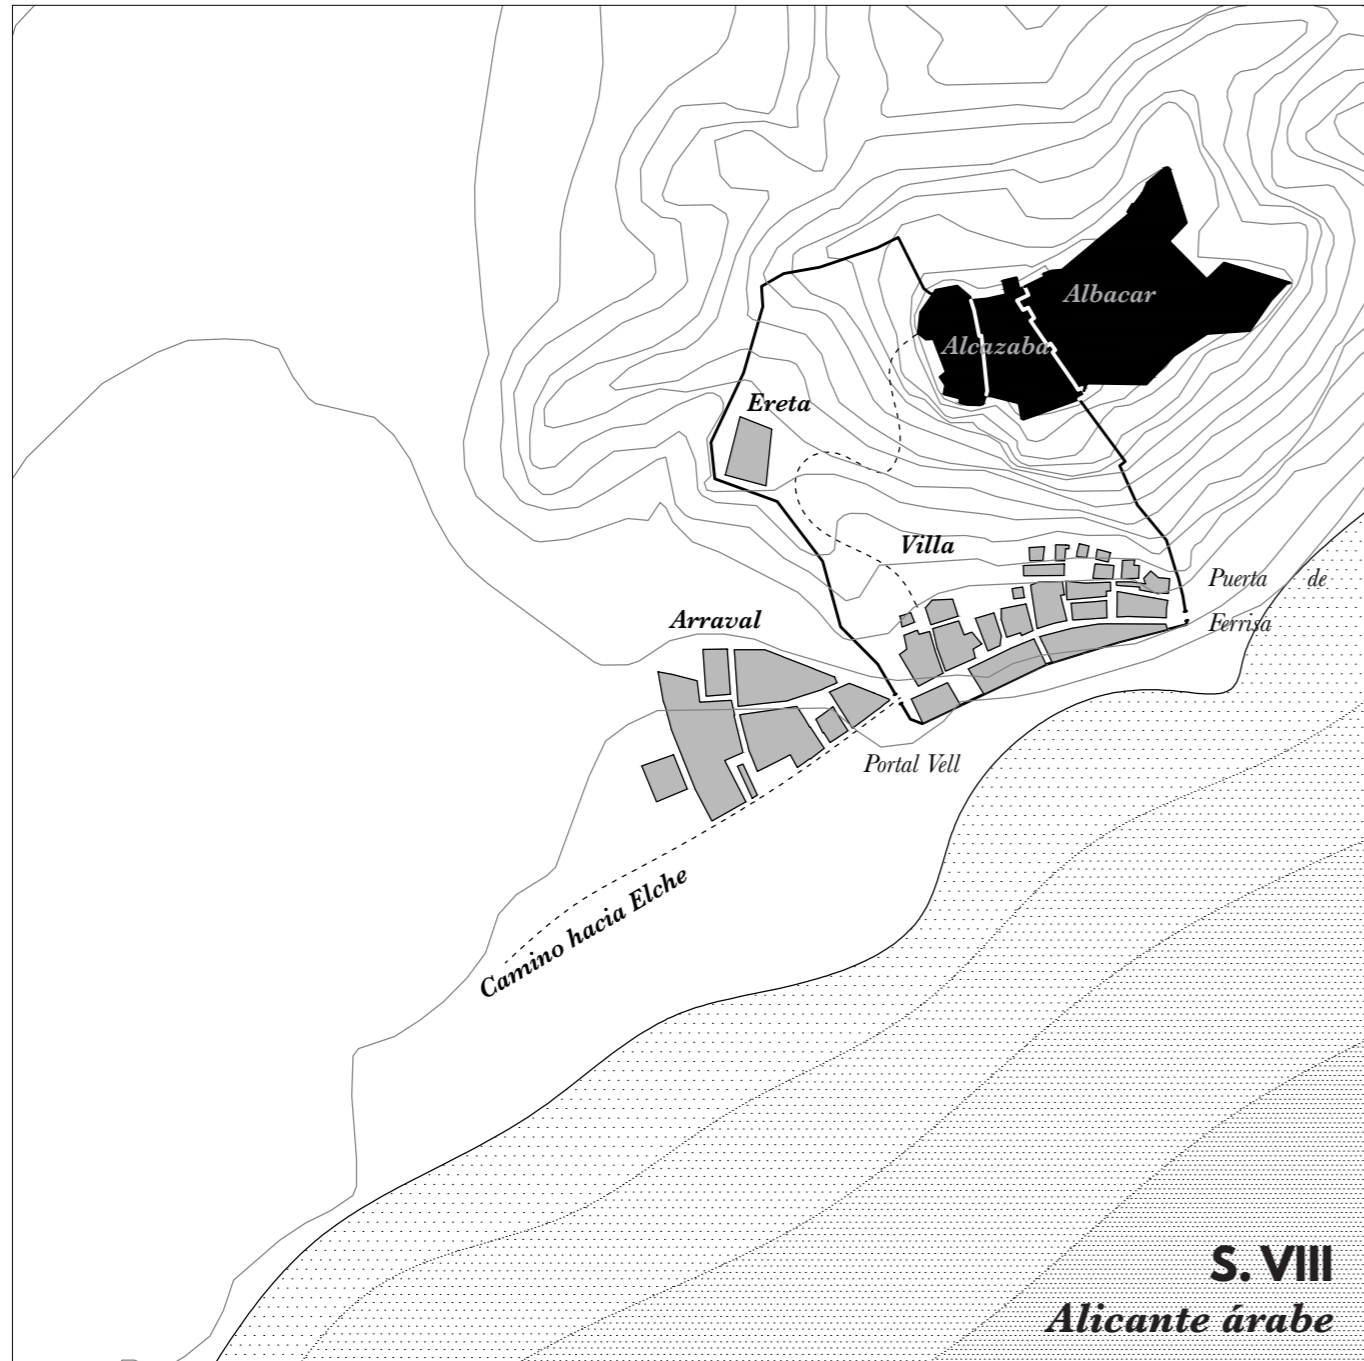 Albacar
Alcazaba
Ereta
Villa
Puerta de
Ferrisa
Arraval
Portal Vell
Camino hacia Elche
S. VIII
Alicante árabe